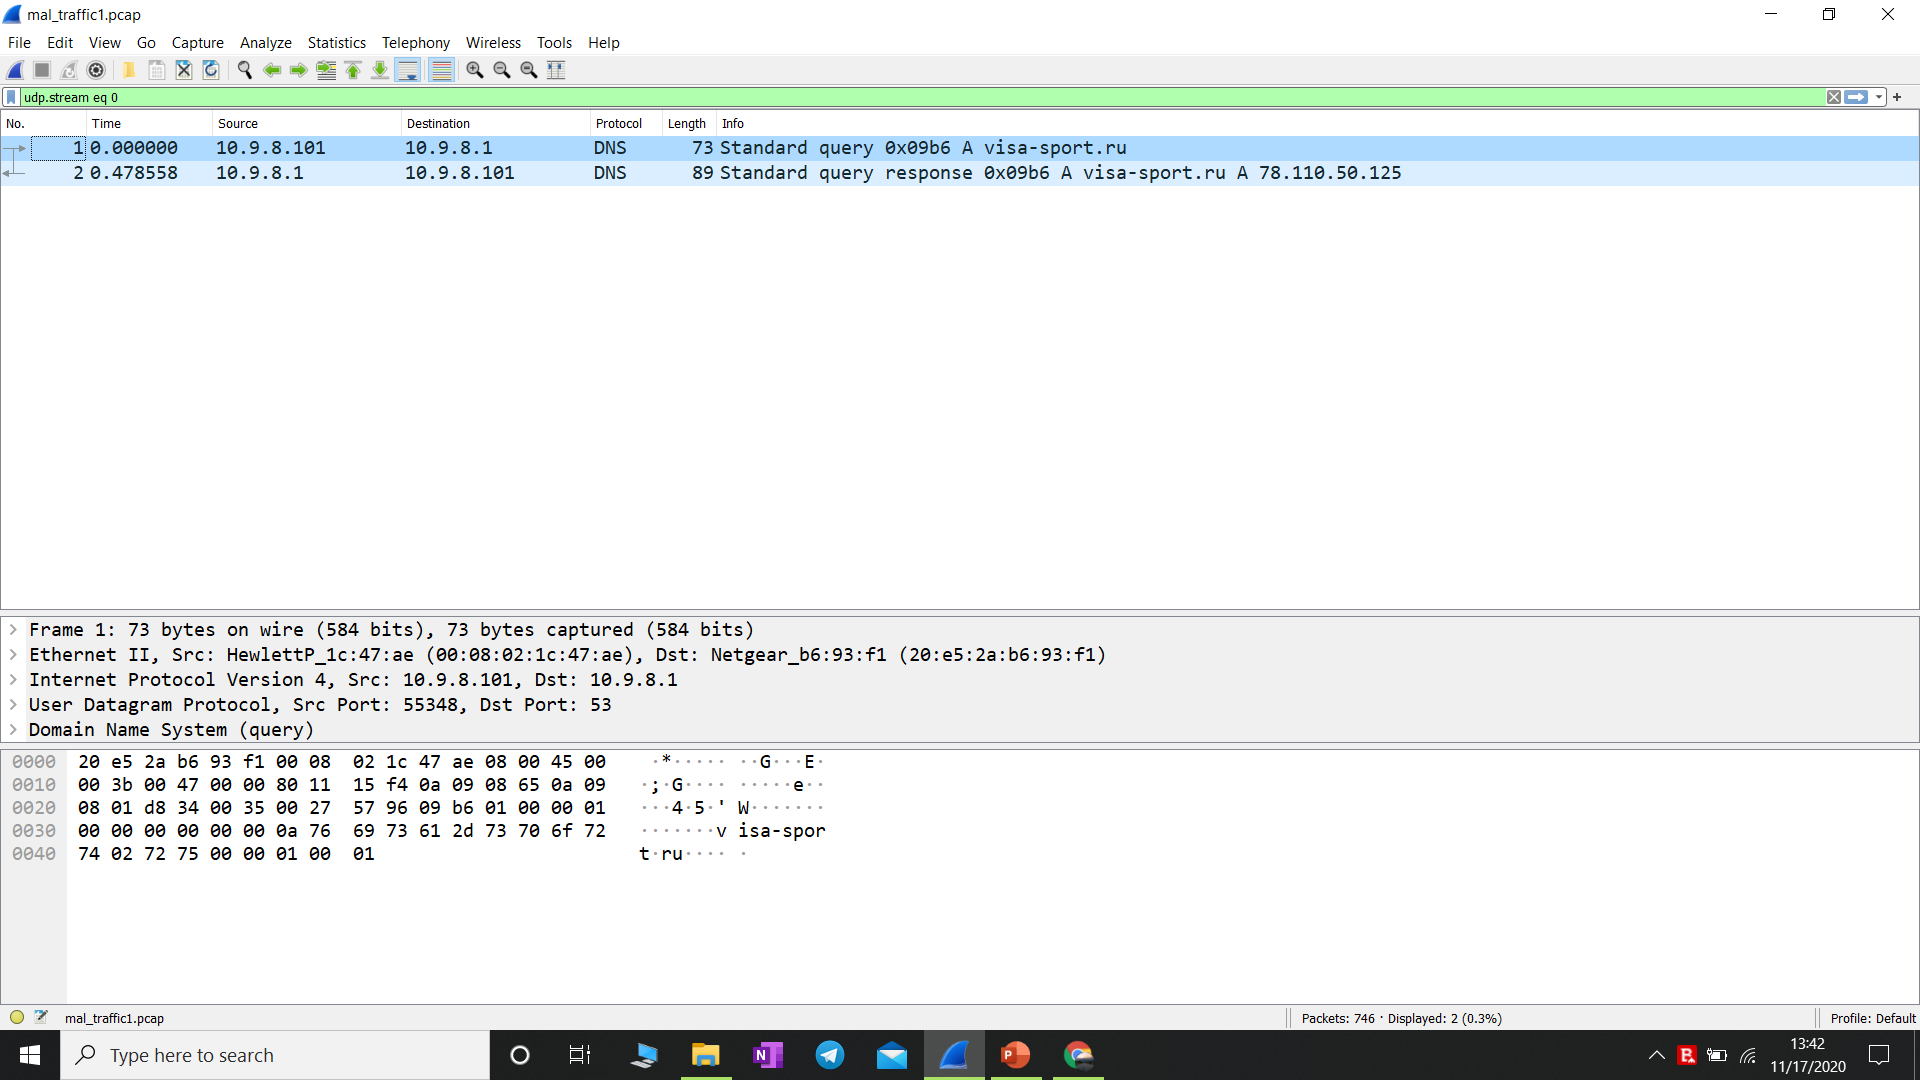 mal_traffic1.pcap
File Edit View Go Capture Analyze Statistics Telephony Wireless Tools Help
udp.stream eq 0
No. Time Source Destination Protocol Length Info
1 0.000000 10.9.8.101 10.9.8.1 DNS 73 Standard query 0x09b6 A visa-sport.ru
2 0.478558 10.9.8.1 10.9.8.101 DNS 89 Standard query response 0x09b6 A visa-sport.ru A 78.110.50.125
Frame 1: 73 bytes on wire (584 bits), 73 bytes captured (584 bits)
Ethernet II, Src: HewlettP_1c:47:ae (00:08:02:1c:47:ae), Dst: Netgear_b6:93:f1 (20:e5:2a:b6:93:f1)
Internet Protocol Version 4, Src: 10.9.8.101, Dst: 10.9.8.1
User Datagram Protocol, Src Port: 55348, Dst Port: 53
Domain Name System (query)
0000 20 e5 2a b6 93 f1 00 08 02 1c 47 ae 08 00 45 00 ·*····· ··G···E·
0010 00 3b 00 47 00 00 80 11 15 f4 0a 09 08 65 0a 09 ·;·G···· ·····e··
0020 08 01 d8 34 00 35 00 27 57 96 09 b6 01 00 00 01 ···4·5·' W·······
0030 00 00 00 00 00 00 0a 76 69 73 61 2d 73 70 6f 72 ·······v isa-spor
0040 74 02 72 75 00 00 01 00 01 t·ru···· ·
mal_traffic1.pcap Packets: 746 · Displayed: 2 (0.3%) Profile: Default
Type here to search
13:42
11/17/2020